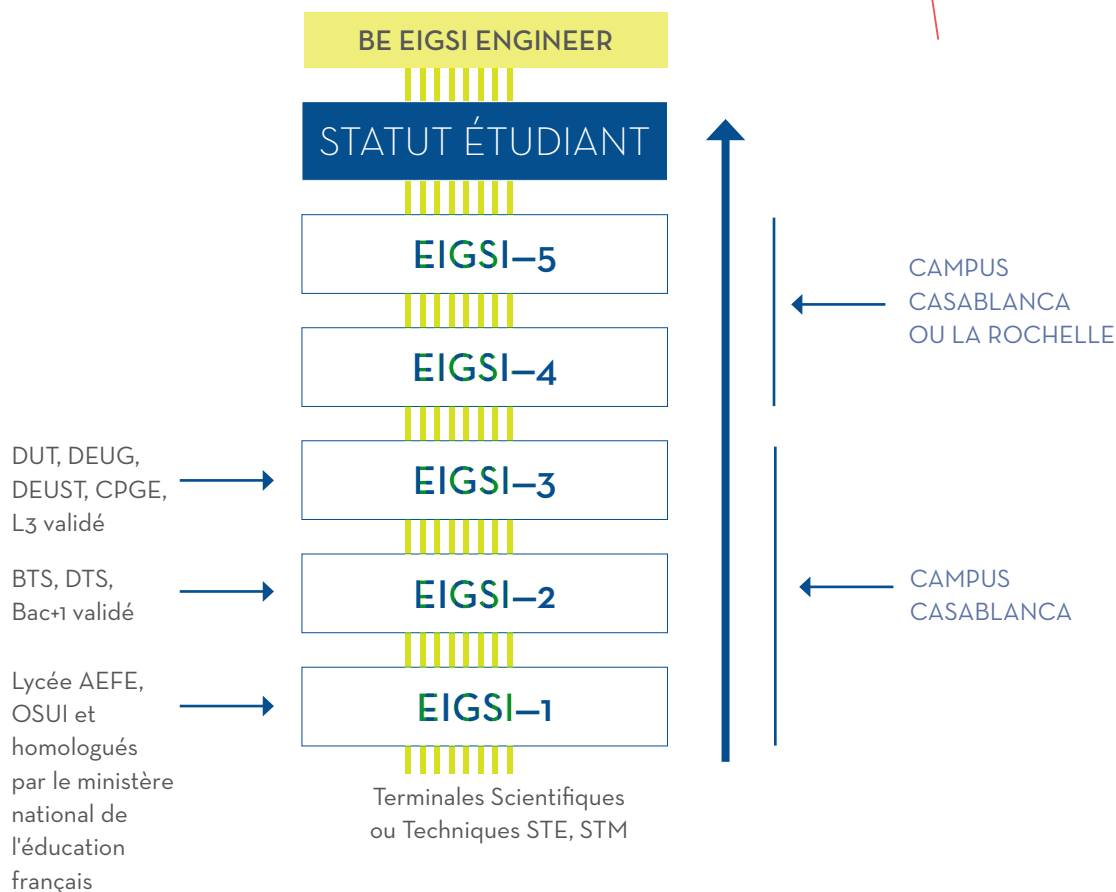 BE EIGSI ENGINEER
STATUT ÉTUDIANT
EIGSI—5
CAMPUS
CASABLANCA
OU LA ROCHELLE
EIGSI—4
DUT, DEUG,
DEUST, CPGE,
L3 validé
EIGSI—3
BTS, DTS,
Bac+1 validé
EIGSI—2
CAMPUS
CASABLANCA
Lycée AEFE,
OSUI et
homologués
par le ministère
national de
l'éducation
français
EIGSI—1
Terminales Scientifiques
ou Techniques STE, STM